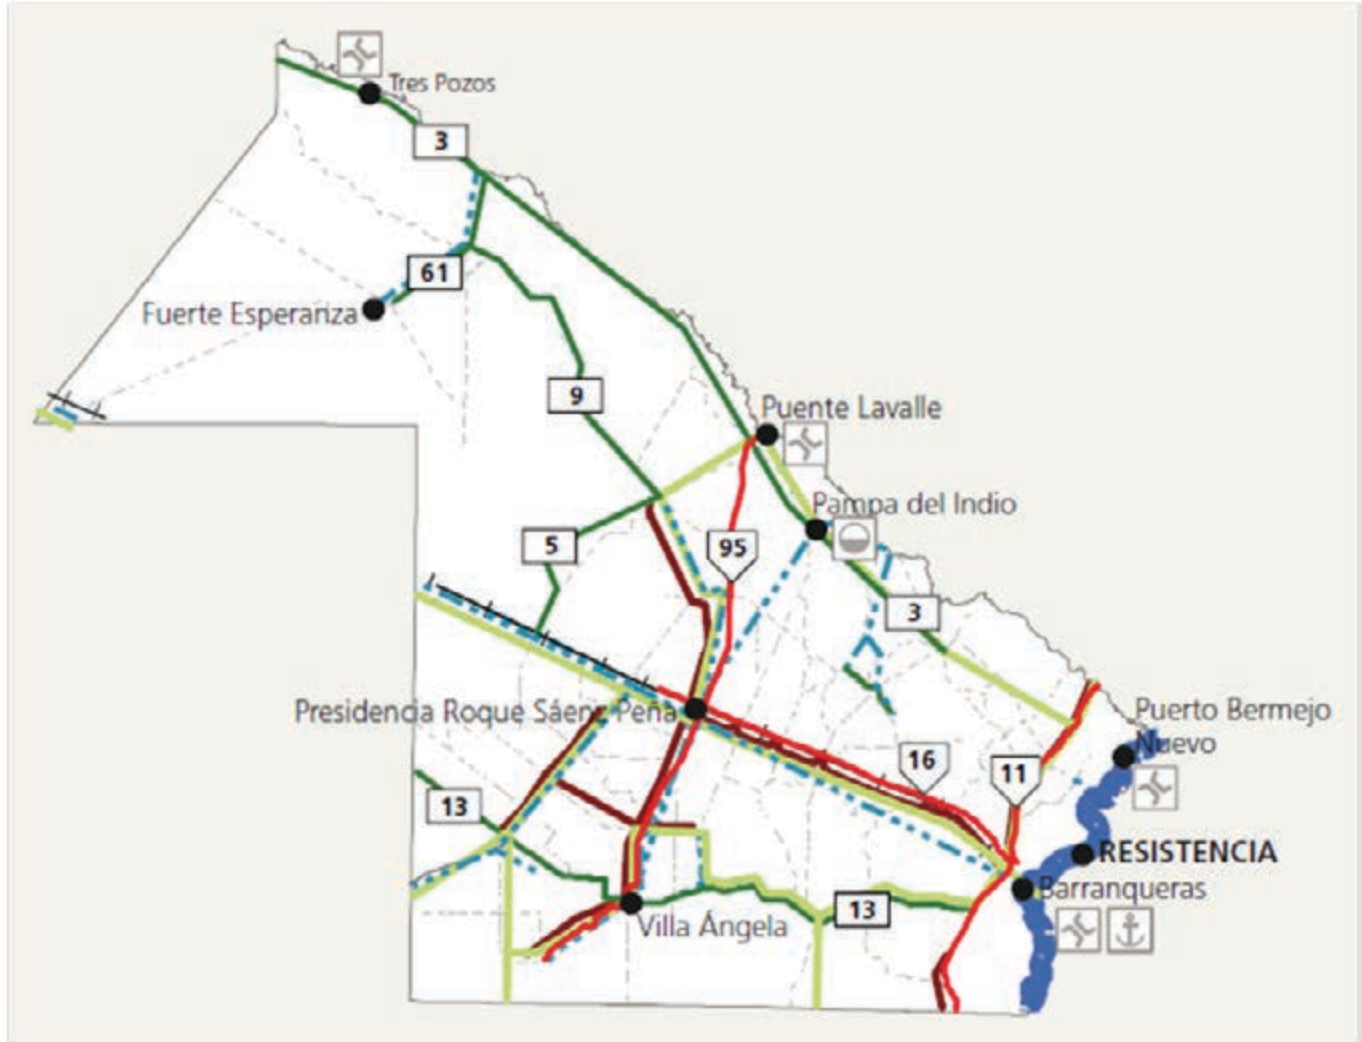 Tres Pozos
3
61
Fuerte Esperanza
9
Puente Lavalle
Pampa del Indio
5
95
3
Presidencia Roque Sáenz Peña
Puerto Bermejo
Nuevo
16
11
13
RESISTENCIA
Barranqueras
13
Villa Ángela